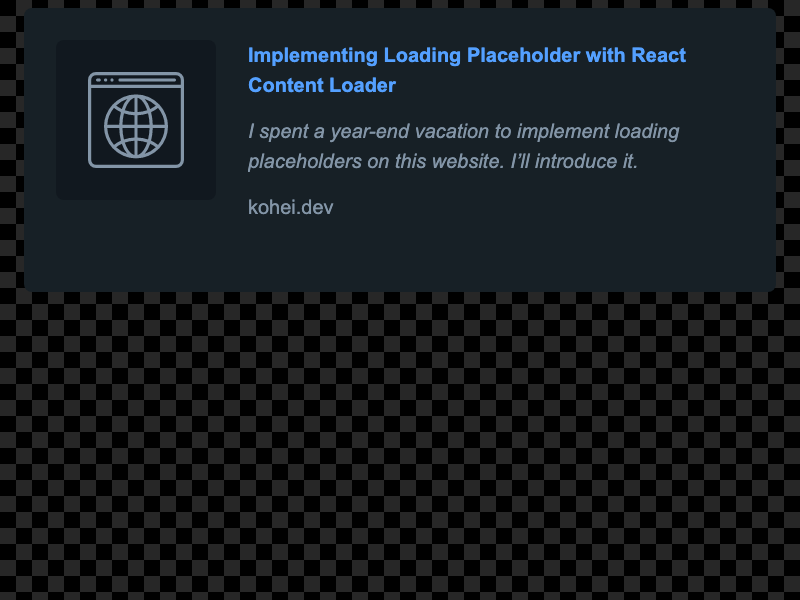 Implementing Loading Placeholder with React
Content Loader
I spent a year-end vacation to implement loading
placeholders on this website. I’ll introduce it.
kohei.dev